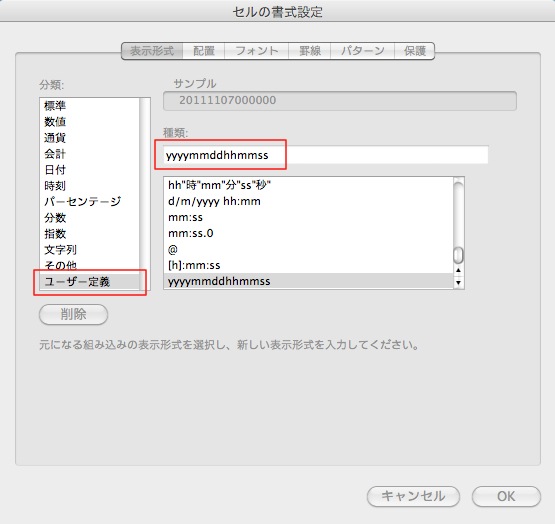 セルの書式設定
表示形式 配置 フォント 罫線 パターン 保護
分類:
標準
数値
通貨
会計
日付
時刻
パーセンテージ
分数
指数
文字列
その他
ユーザー定義
削除
サンプル
20111107000000
種類:
yyyymmddhhmmss
hh"時"mm"分"ss"秒"
d/m/yyyy hh:mm
mm:ss
mm:ss.0
@
[h]:mm:ss
yyyymmddhhmmss
元になる組み込みの表示形式を選択し、新しい表示形式を入力してください。
キャンセル OK